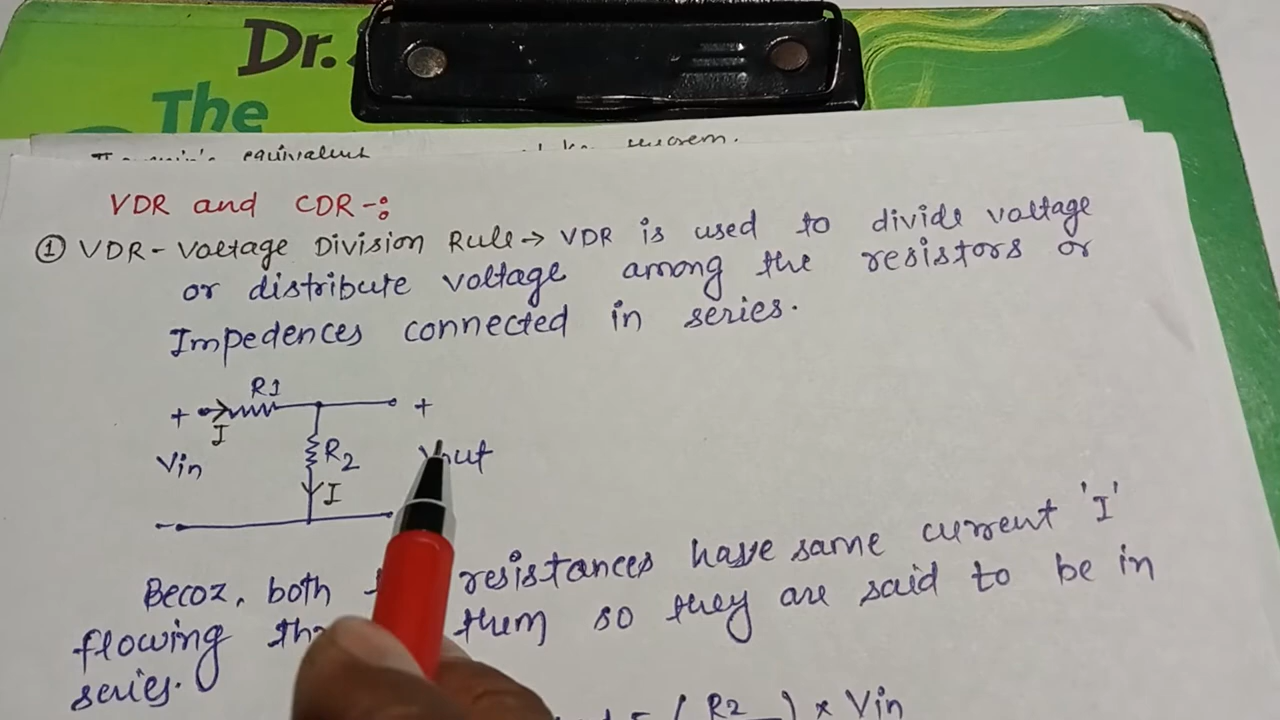 Dr.
The
equivalent
VDR and CDR-:
① VDR - Voltage Division Rule → VDR is used to divide voltage
or distribute voltage among the resistors or
Impedences connected in series.
R1
+ +
I
Vin R2 Vout
I
-
Becoz, both resistances have same current 'I'
flowing them so they are said to be in
series.
= ( R2 ) × Vin